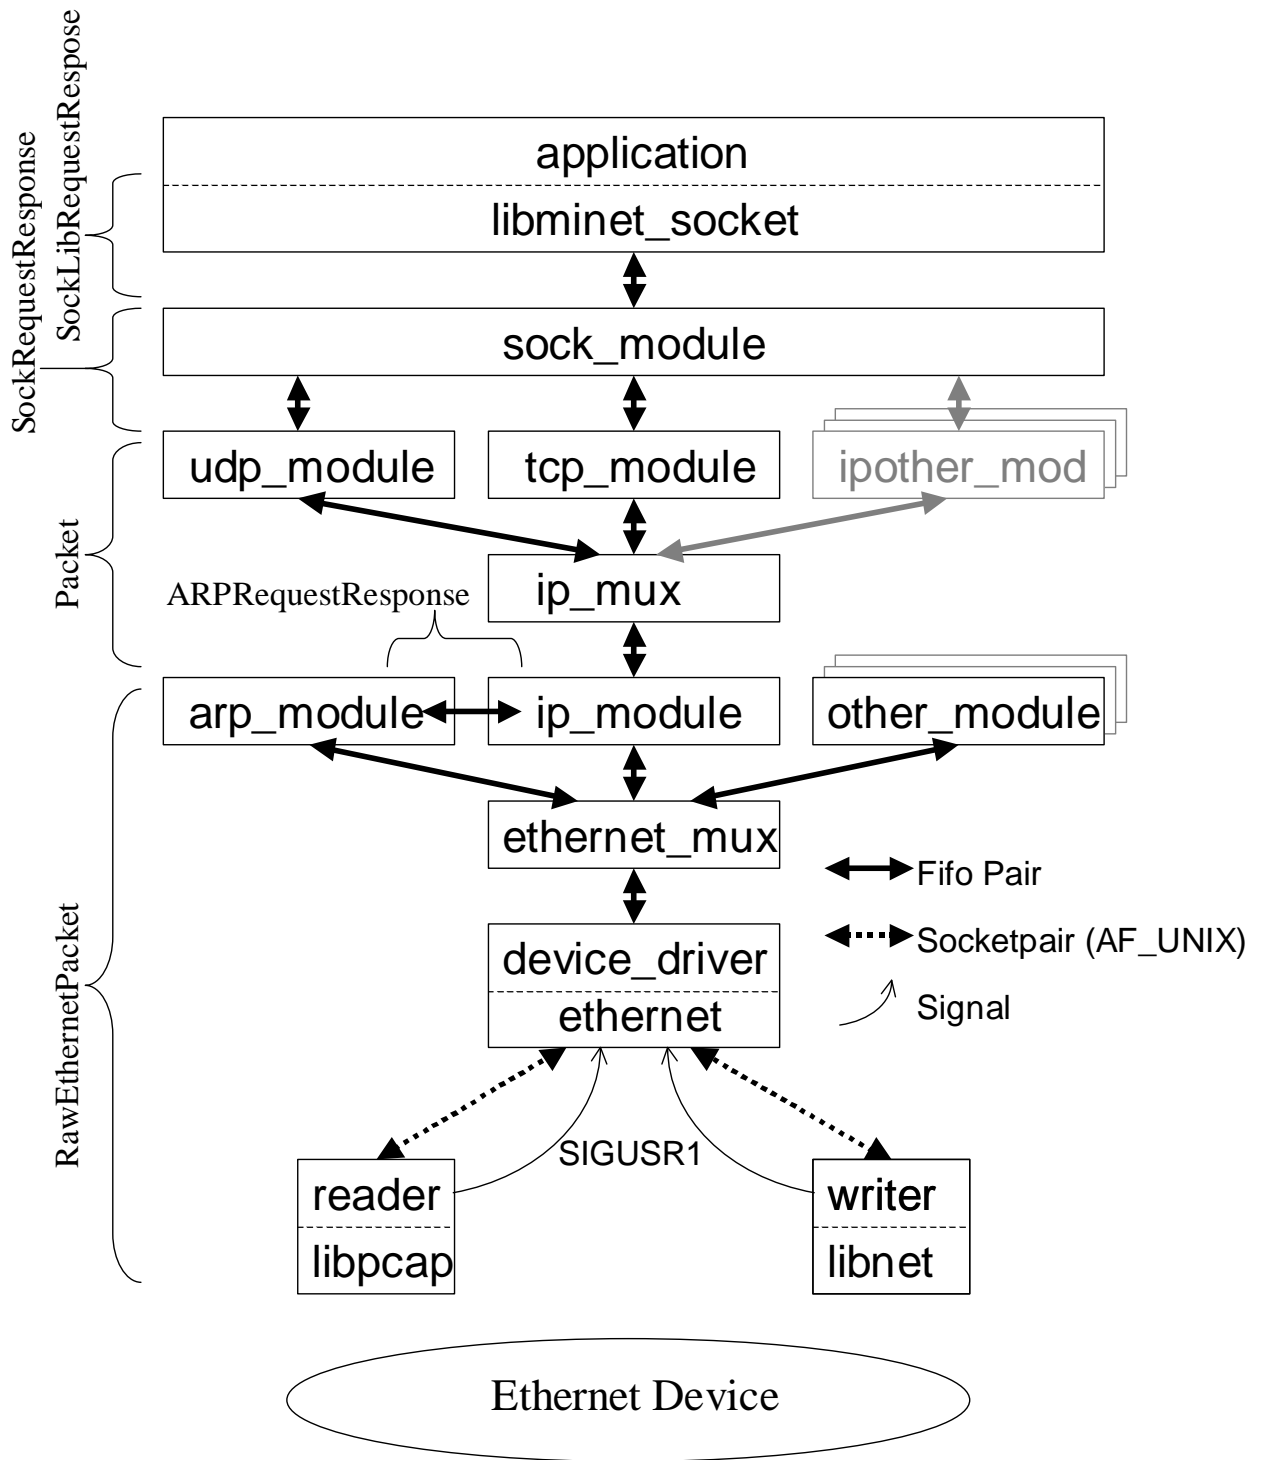 SockLibRequestRespose
SockRequestResponse
application
libminet_socket
sock_module
udp_module
tcp_module
ipother_mod
Packet
ip_mux
ARPRequestResponse
arp_module
ip_module
other_module
ethernet_mux
Fifo Pair
RawEthernetPacket
device_driver
Socketpair (AF_UNIX)
ethernet
Signal
SIGUSR1
reader
writer
libpcap
libnet
Ethernet Device